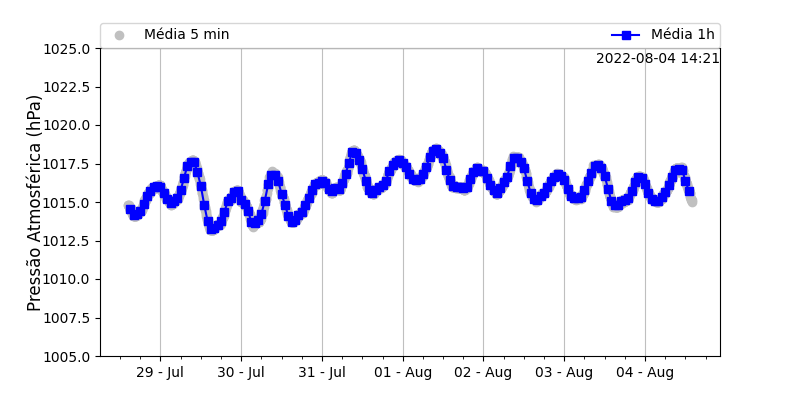 Média 5 min
Média 1h
2022-08-04 14:21
Pressão Atmosférica (hPa)
1025.0
1022.5
1020.0
1017.5
1015.0
1012.5
1010.0
1007.5
1005.0
29 - Jul
30 - Jul
31 - Jul
01 - Aug
02 - Aug
03 - Aug
04 - Aug